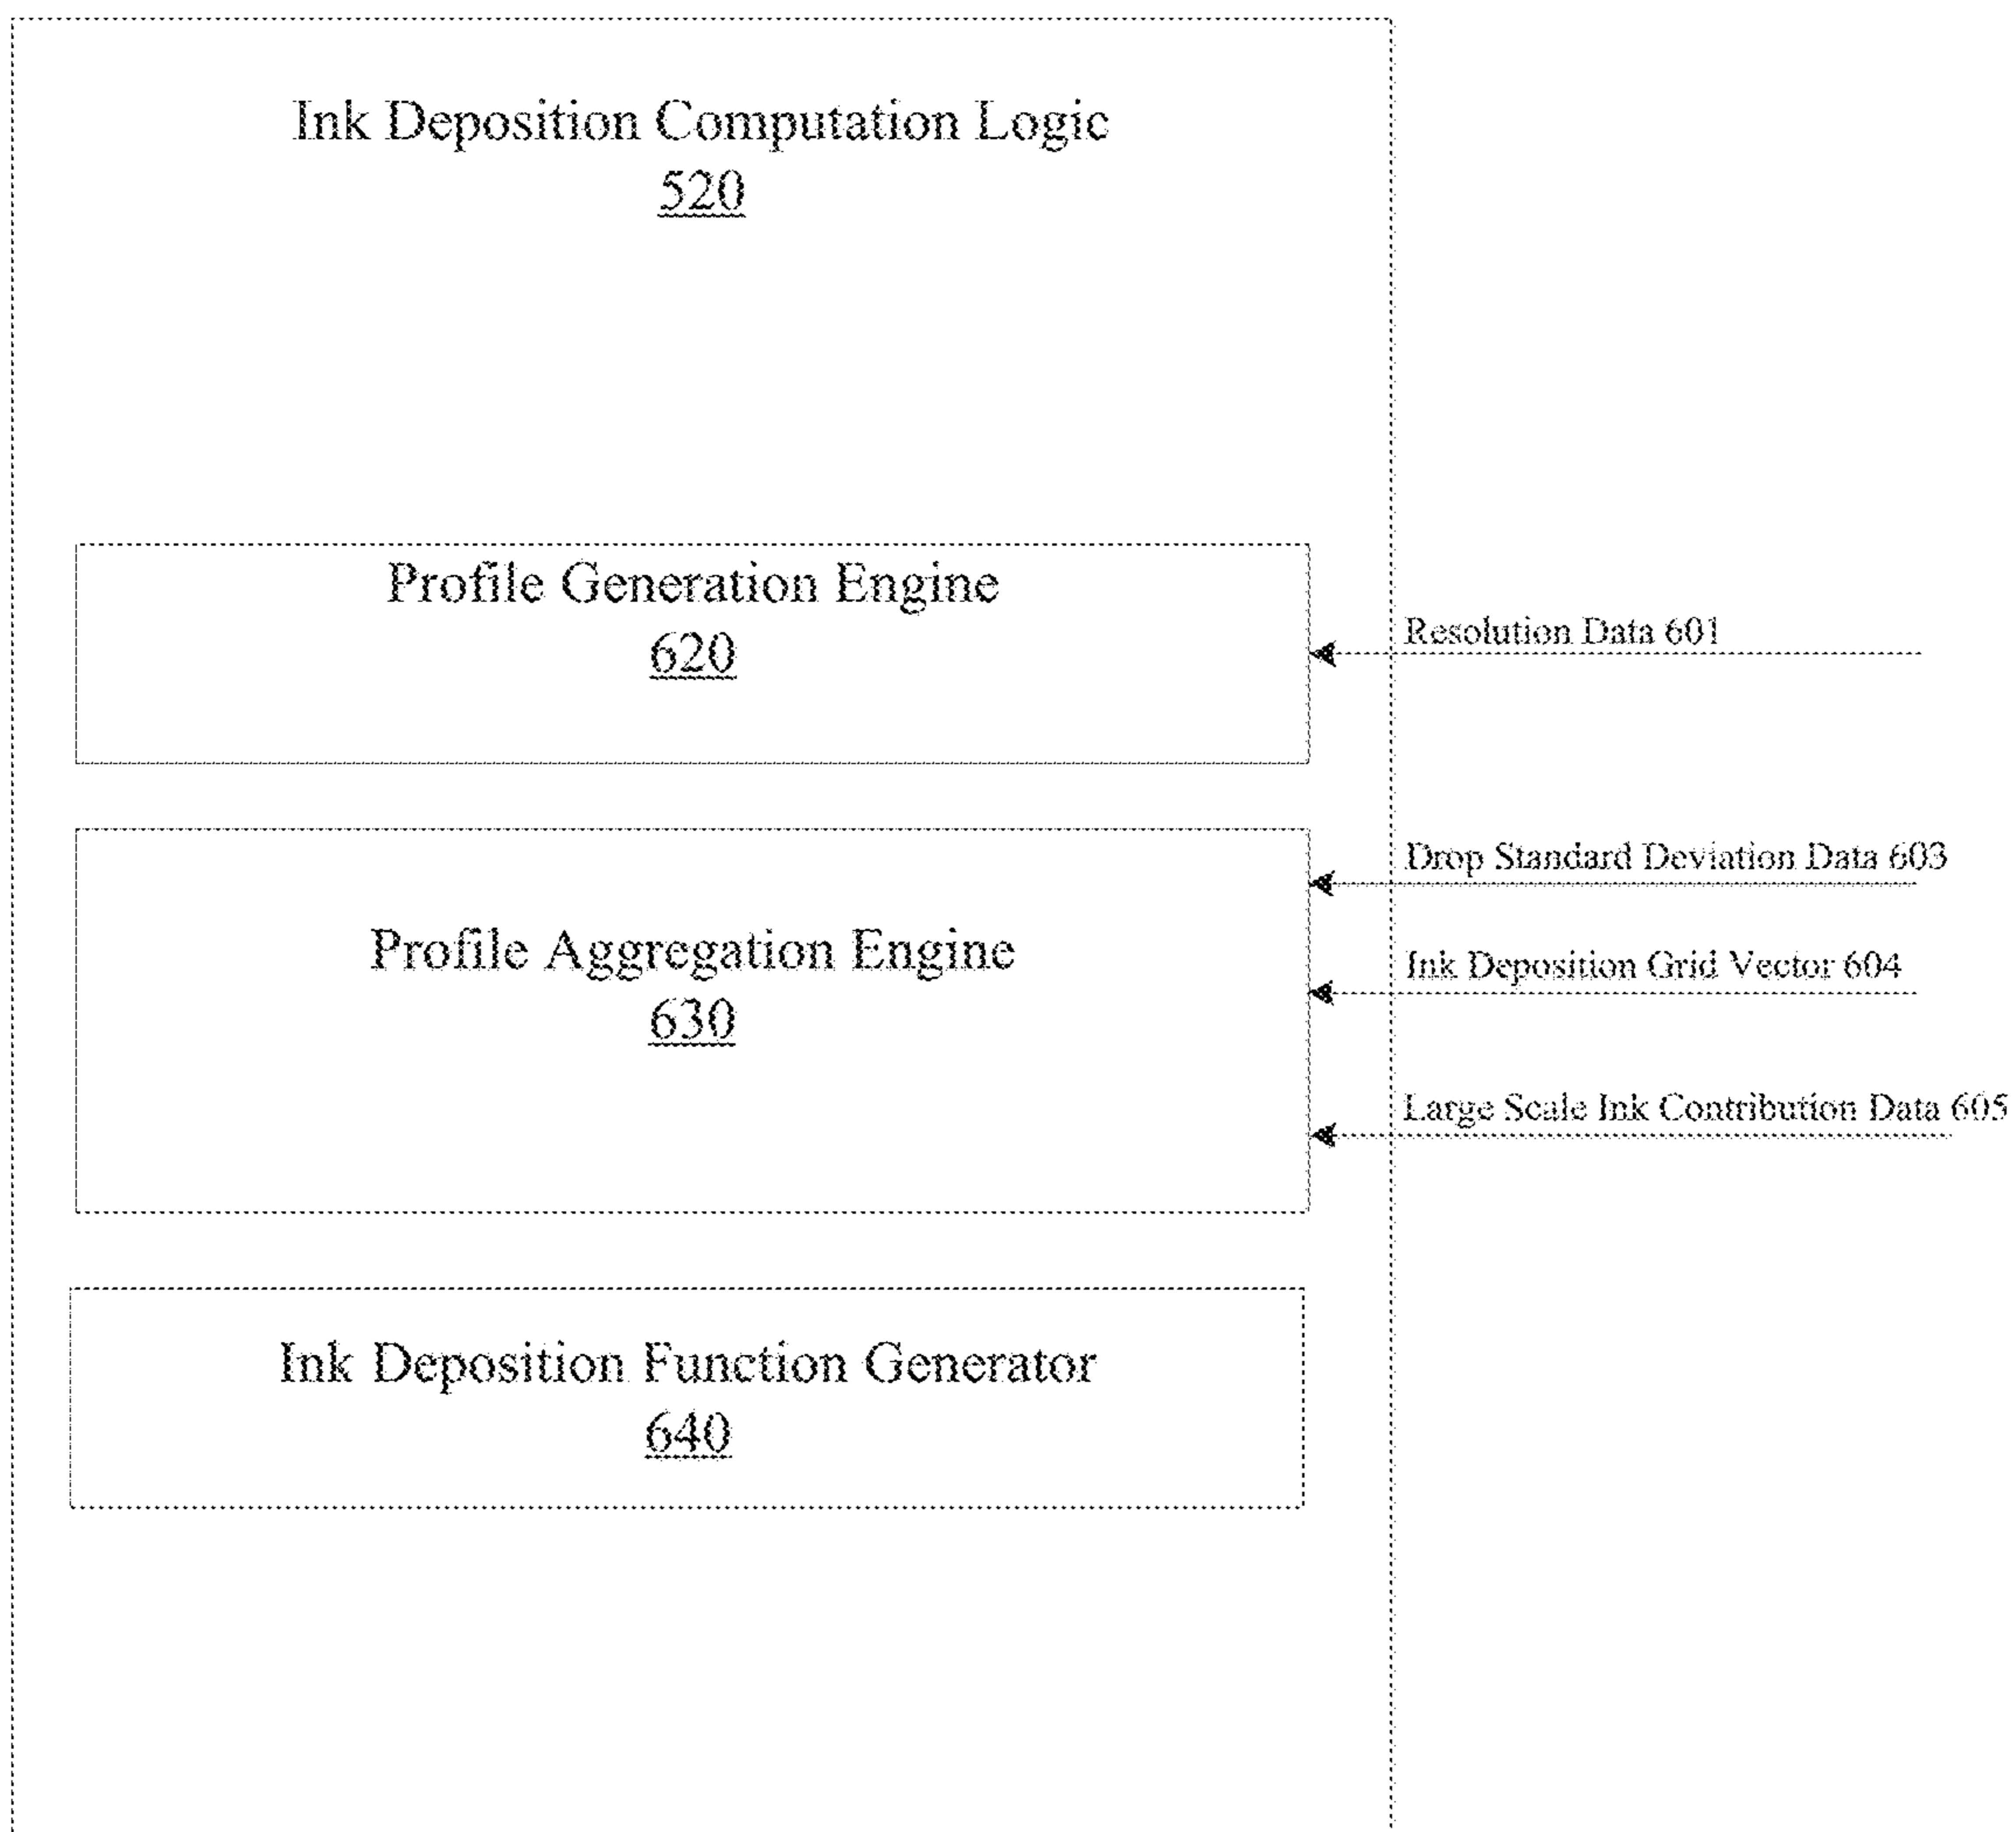 Ink Deposition Computation Logic
520
Profile Generation Engine
620
Resolution Data 601
Drop Standard Deviation Data 603
Profile Aggregation Engine
630
Ink Deposition Grid Vector 604
Large Scale Ink Contribution Data 605
Ink Deposition Function Generator
640